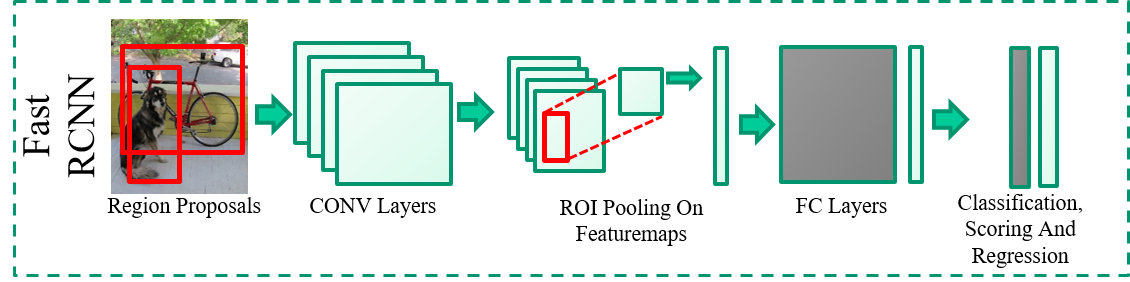 Fast
RCNN
Region Proposals
CONV Layers
ROI Pooling On
Featuremaps
FC Layers
Classification,
Scoring And
Regression